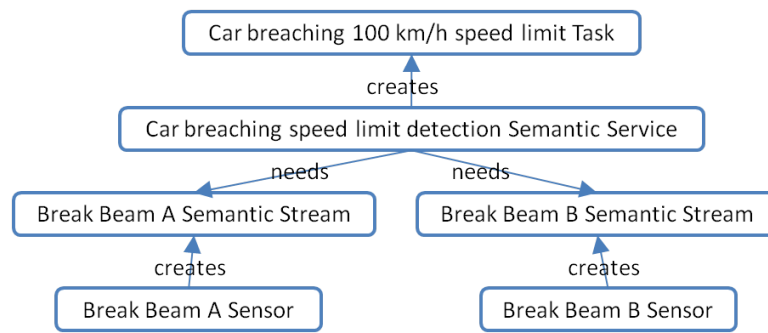 Car breaching 100 km/h speed limit Task
creates
Car breaching speed limit detection Semantic Service
needs needs
Break Beam A Semantic Stream Break Beam B Semantic Stream
creates creates
Break Beam A Sensor Break Beam B Sensor